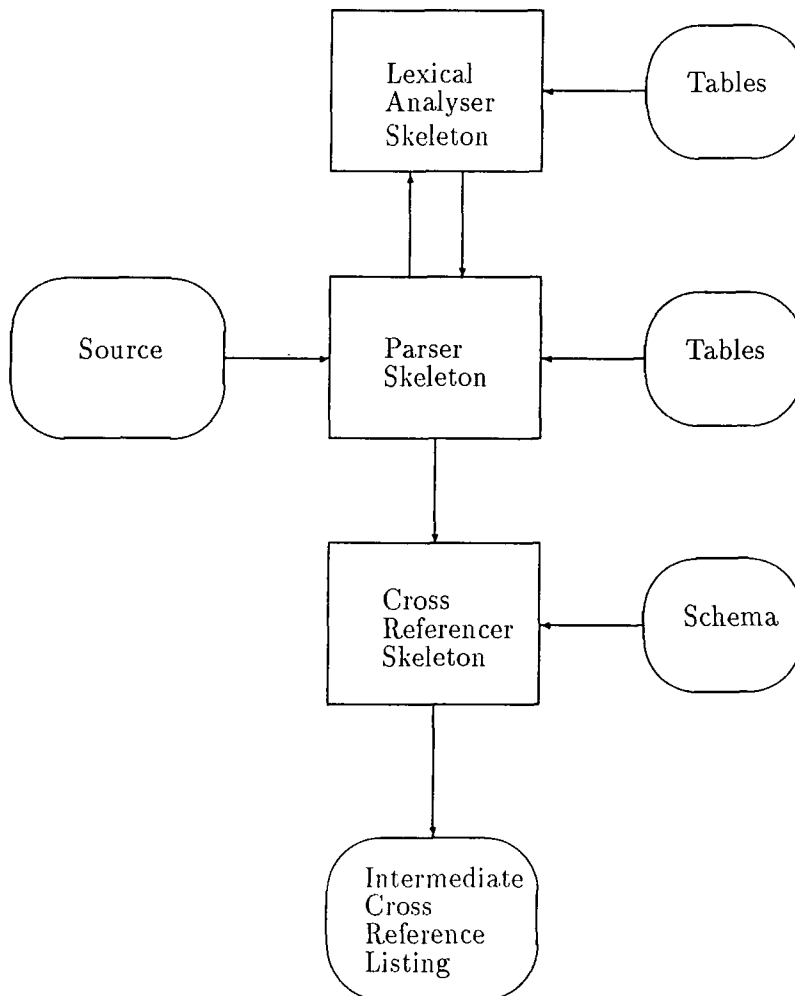 Lexical
Analyser
Skeleton
Tables
Source
Parser
Skeleton
Tables
Cross
Referencer
Skeleton
Schema
Intermediate
Cross
Reference
Listing